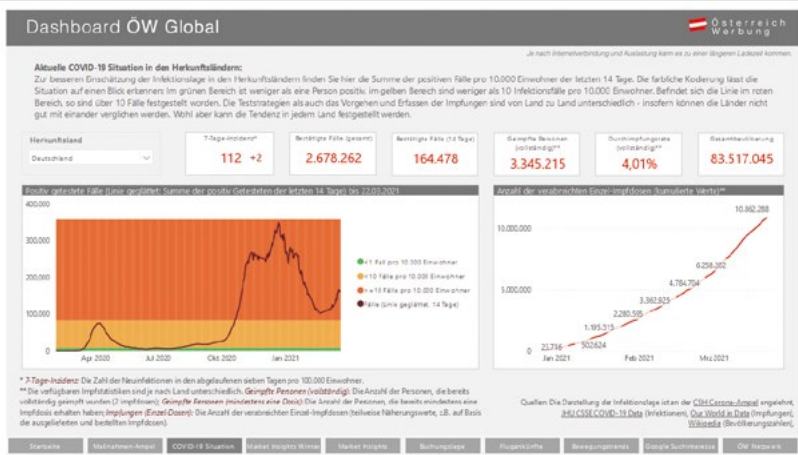 Dashboard ÖW Global
Österreich
Werbung
Je nach Internetverbindung und Auslastung kann es zu einer längeren Ladezeit kommen.
Aktuelle COVID-19 Situation in den Herkunftsländern:
Zur besseren Einschätzung der Infektionslage in den Herkunftsländern finden Sie hier die Summe der positiven Fälle pro 10.000 Einwohner der letzten 14 Tage. Die farbliche Kodierung lässt die
Situation auf einen Blick erkennen: Im grünen Bereich ist weniger als eine Person positiv, im gelben Bereich sind weniger als 10 Infektionsfälle pro 10.000 Einwohner. Befindet sich die Linie im roten
Bereich, so sind über 10 Fälle festgestellt worden. Die Teststrategien als auch das Vorgehen und Erfassen der Impfungen sind von Land zu Land unterschiedlich - insofern können die Länder nicht
gut mit einander verglichen werden. Wohl aber kann die Tendenz in jedem Land festgestellt werden.
Herkunftsland
Deutschland
7-Tage-Inzidenz*
112 +2
Bestätigte Fälle (gesamt)
2.678.262
Bestätigte Fälle (14 Tage)
164.478
Geimpfte Personen
(vollständig)**
3.345.215
Durchimpfungsrate
(vollständig)**
4,01%
Gesamtbevölkerung
83.517.045
Positiv getestete Fälle (Linie geglättet: Summe der positiv Getesteten der letzten 14 Tage) bis 22.03.2021
400.000
300.000
200.000
100.000
0
Apr 2020 Jul 2020 Okt 2020 Jan 2021
<1 Fall pro 10.000 Einwohner
<10 Fälle pro 10.000 Einwohner
>=10 Fälle pro 10.000 Einwohner
Fälle (Linie geglättet, 14 Tage)
Anzahl der verabreichten Einzel-Impfdosen (kumulierte Werte)**
10.000.000
5.000.000
0
10.862.288
6.258.302
4.784.704
3.362.925
2.280.595
1.195.315
502.624
23.716
Jan 2021 Feb 2021 Mrz 2021
* 7-Tage-Inzidenz: Die Zahl der Neuinfektionen in den abgelaufenen sieben Tagen pro 100.000 Einwohner.
** Die verfügbaren Impfstatistiken sind je nach Land unterschiedlich. Geimpfte Personen (vollständig): Die Anzahl der Personen, die bereits
vollständig geimpft wurden (2 Impfdosen); Geimpfte Personen (mindestens eine Dosis): Die Anzahl der Personen, die bereits mindestens eine
Impfdosis erhalten haben; Impfungen (Einzel-Dosen): Die Anzahl der verabreichten Einzel-Impfdosen (teilweise Näherungswerte, z.B. auf Basis
der ausgelieferten und bestellten Impfdosen).
Quellen: Die Darstellung der Infektionslage ist an der CSH Corona-Ampel angelehnt,
JHU CSSE COVID-19 Data (Infektionen), Our World in Data (Impfungen),
Wikipedia (Bevölkerungszahlen),
Startseite Maßnahmen-Ampel COVID-19 Situation Market Insights Winter Market Insights Buchungslage Flugankünfte Bewegungstrends Google Suchinteresse ÖW Netzwerk